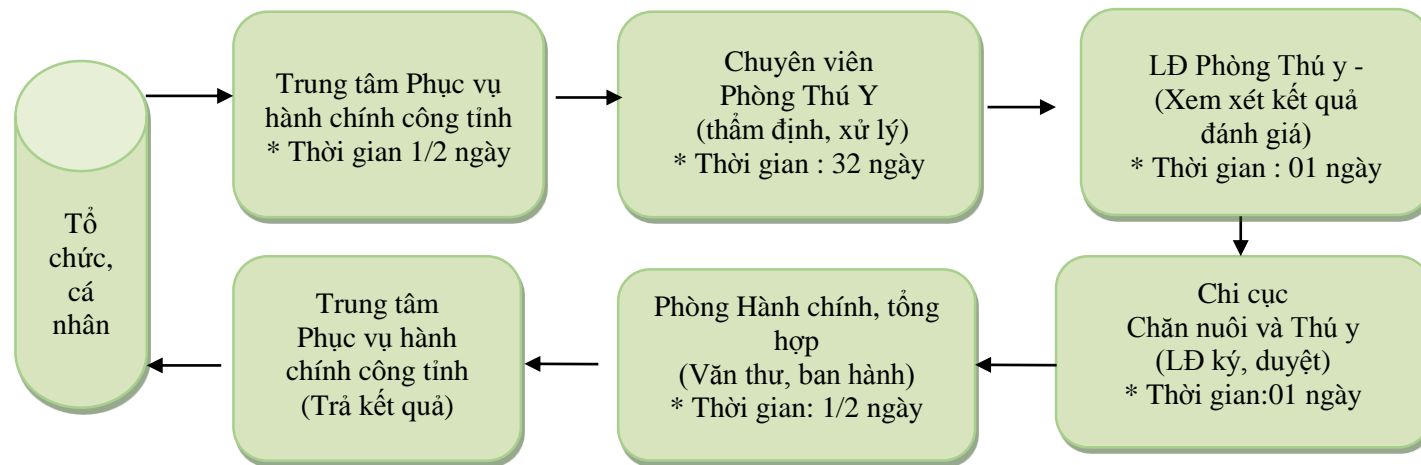 Tổ
chức,
cá
nhân
Trung tâm Phục vụ
hành chính công tỉnh
* Thời gian 1/2 ngày
Chuyên viên
Phòng Thú Y
(thẩm định, xử lý)
* Thời gian : 32 ngày
LĐ Phòng Thú y -
(Xem xét kết quả
đánh giá)
* Thời gian : 01 ngày
Chi cục
Chăn nuôi và Thú y
(LĐ ký, duyệt)
* Thời gian:01 ngày
Phòng Hành chính, tổng
hợp
(Văn thư, ban hành)
* Thời gian: 1/2 ngày
Trung tâm
Phục vụ hành
chính công tỉnh
(Trả kết quả)